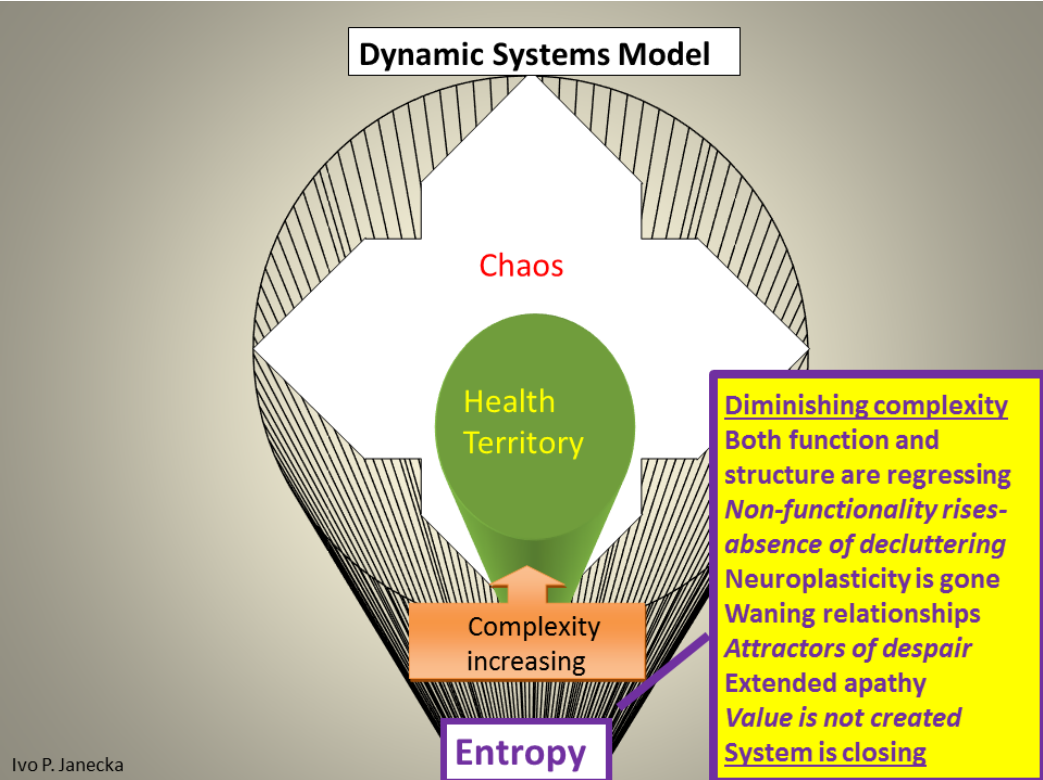 Dynamic Systems Model
Chaos
Health
Territory
Complexity
increasing
Entropy
Diminishing complexity
Both function and
structure are regressing
Non-functionality rises-
absence of decluttering
Neuroplasticity is gone
Waning relationships
Attractors of despair
Extended apathy
Value is not created
System is closing
Ivo P. Janecka